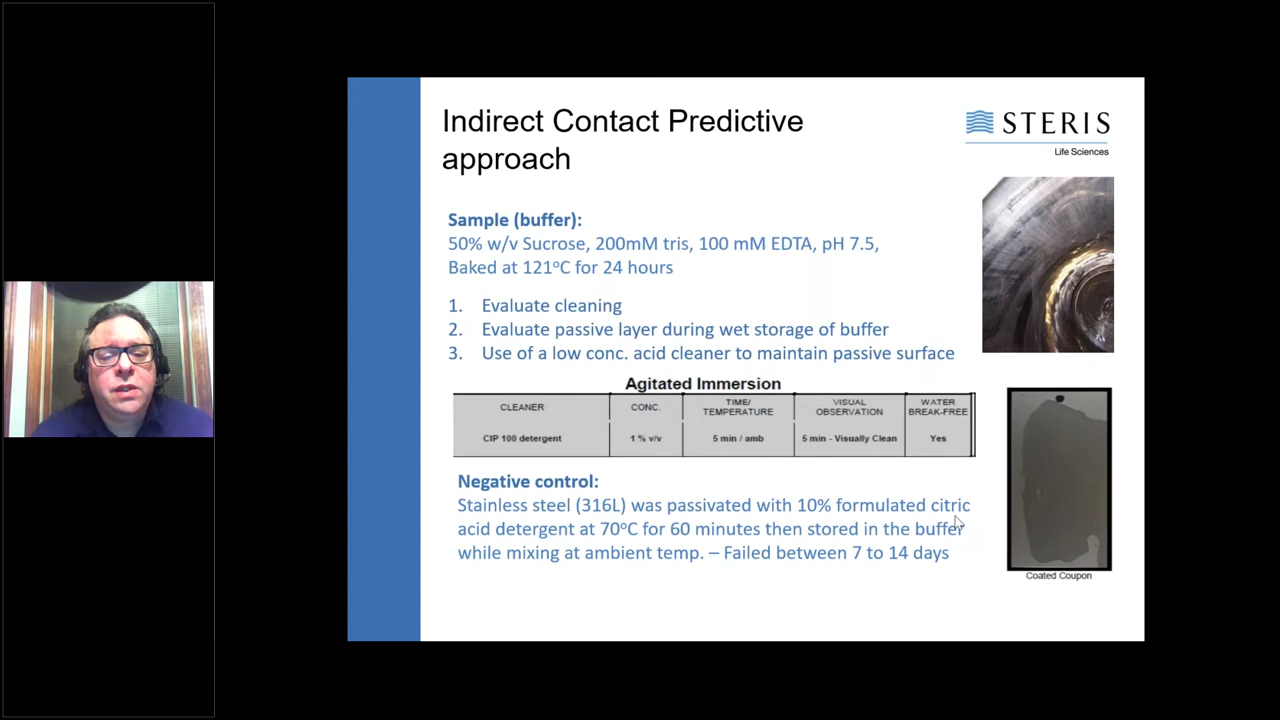 Indirect Contact Predictive
approach
STERIS
Life Sciences
Sample (buffer):
50% w/v Sucrose, 200mM tris, 100 mM EDTA, pH 7.5,
Baked at 121°C for 24 hours
1. Evaluate cleaning
2. Evaluate passive layer during wet storage of buffer
3. Use of a low conc. acid cleaner to maintain passive surface
Agitated Immersion
CLEANER CONC. TIME/ TEMPERATURE VISUAL OBSERVATION WATER BREAK-FREE
CIP 100 detergent 1 % v/v 5 min / amb 5 min - Visually Clean Yes
Negative control:
Stainless steel (316L) was passivated with 10% formulated citric
acid detergent at 70°C for 60 minutes then stored in the buffer
while mixing at ambient temp. – Failed between 7 to 14 days
Coated Coupon